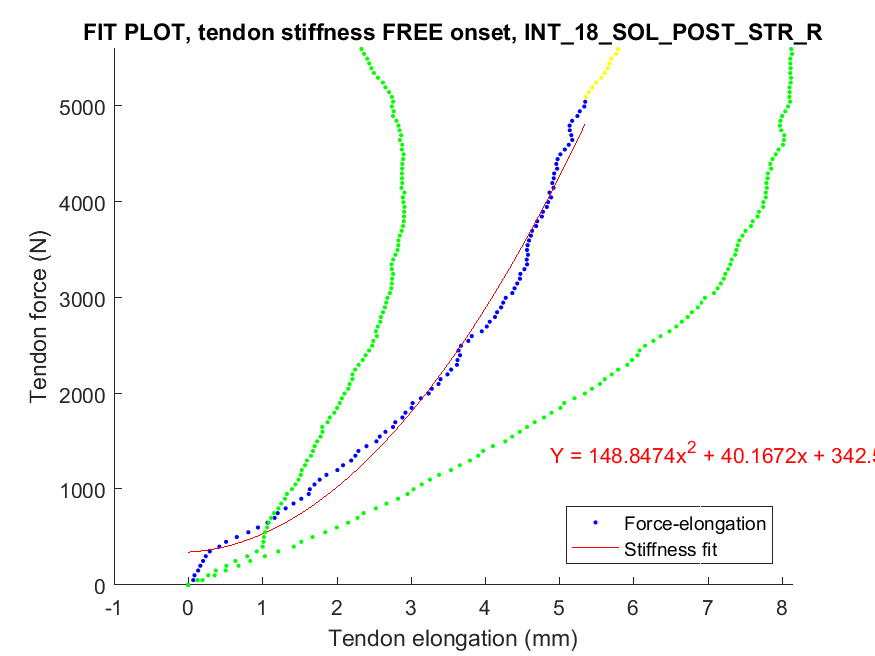 FIT PLOT, tendon stiffness FREE onset, INT_18_SOL_POST_STR_R
Tendon force (N)
5000
4000
3000
2000
1000
0
Y = 148.8474x² + 40.1672x + 342.5
Force-elongation
Stiffness fit
-1 0 1 2 3 4 5 6 7 8
Tendon elongation (mm)